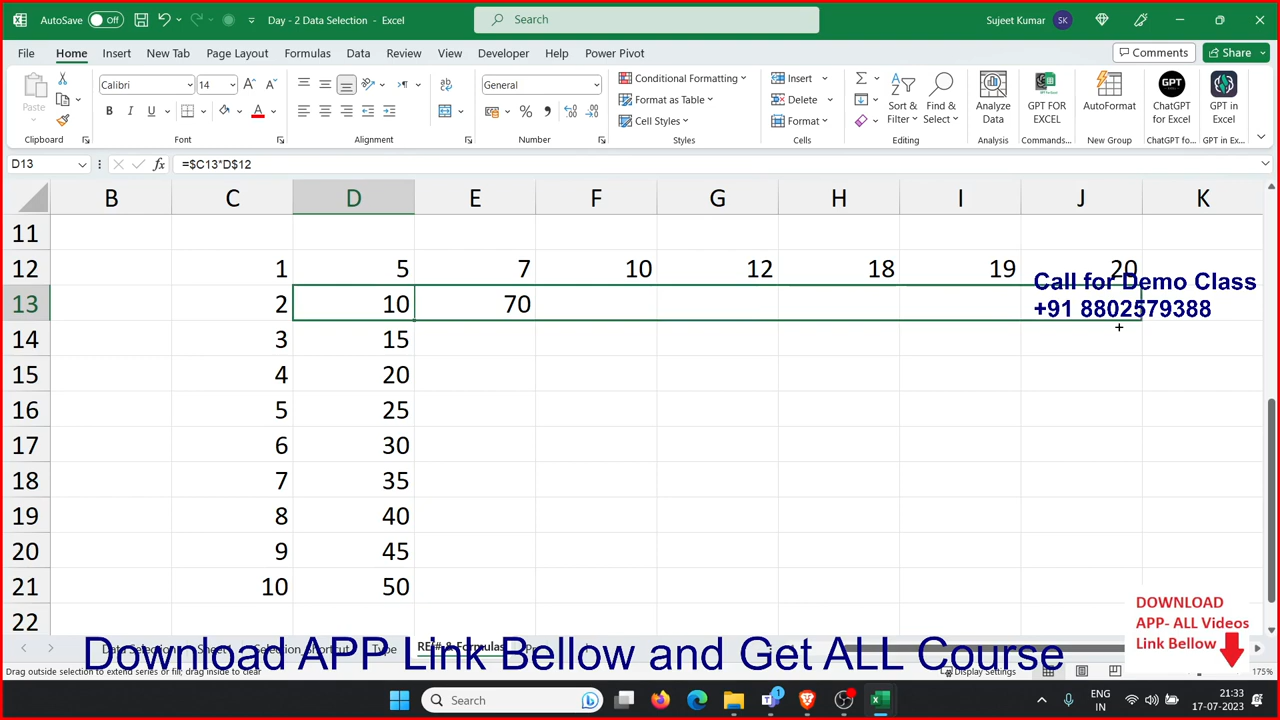 AutoSave Off Day - 2 Data Selection - Excel Search Sujeet Kumar SK
File Home Insert New Tab Page Layout Formulas Data Review View Developer Help Power Pivot Comments Share
Paste Calibri 14 General Conditional Formatting Insert Sort & Filter Find & Select Analyze Data GPT FOR EXCEL AutoFormat ChatGPT for Excel GPT in Excel
B I U Format as Table Delete
Cell Styles Format
Clipboard Font Alignment Number Styles Cells Editing Analysis Commands... New Group ChatGPT fo... GPT in Ex...
D13 fx =$C13*D$12
B C D E F G H I J K
11
12 1 5 7 10 12 18 19 20
Call for Demo Class
13 2 10 70
+91 8802579388
14 3 15
15 4 20
16 5 25
17 6 30
18 7 35
19 8 40
20 9 45
21 10 50
22
DOWNLOAD
APP- ALL Videos
Link Bellow
Data Selection Sheet1 Selection_Shortcut Type
Download APP Link Bellow and Get ALL Course
Drag outside selection to extend series or fill; drag inside to clear Display Settings 175%
Search 1 ENG IN 21:33
17-07-2023